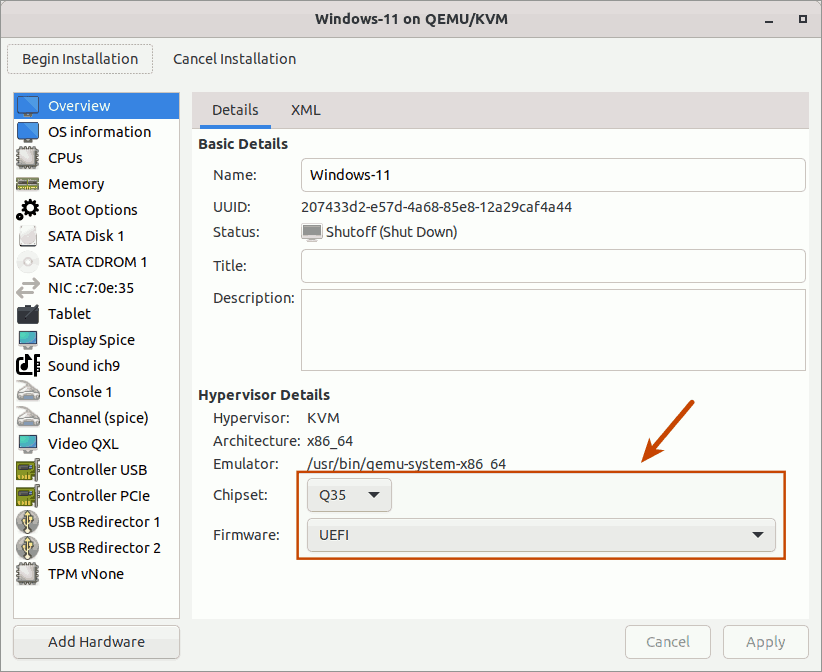 Windows-11 on QEMU/KVM
Begin Installation
Cancel Installation
Overview
OS information
CPUs
Memory
Boot Options
SATA Disk 1
SATA CDROM 1
NIC :c7:0e:35
Tablet
Display Spice
Sound ich9
Console 1
Channel (spice)
Video QXL
Controller USB
Controller PCIe
USB Redirector 1
USB Redirector 2
TPM vNone
Add Hardware
Details
XML
Basic Details
Name: Windows-11
UUID: 207433d2-e57d-4a68-85e8-12a29caf4a44
Status: Shutoff (Shut Down)
Title:
Description:
Hypervisor Details
Hypervisor: KVM
Architecture: x86_64
Emulator: /usr/bin/qemu-system-x86_64
Chipset: Q35
Firmware: UEFI
Cancel
Apply